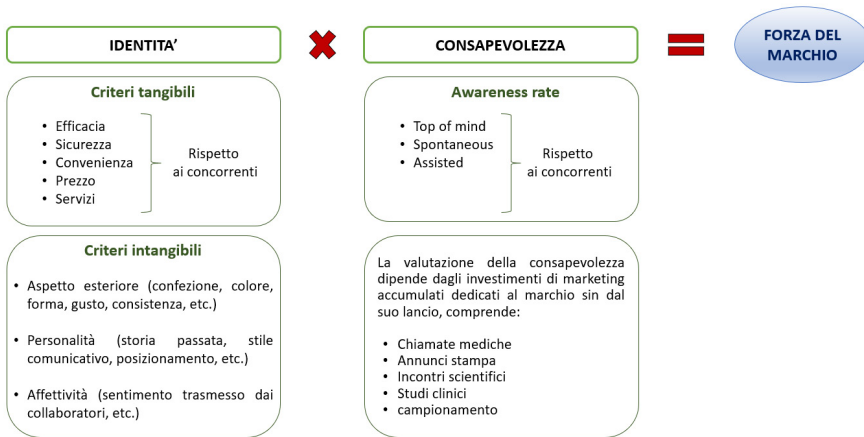 IDENTITA’
CONSAPEVOLEZZA
FORZA DEL
MARCHIO
Criteri tangibili
• Efficacia
• Sicurezza
• Convenienza
• Prezzo
• Servizi
Rispetto
ai concorrenti
Awareness rate
• Top of mind
• Spontaneous
• Assisted
Rispetto
ai concorrenti
Criteri intangibili
• Aspetto esteriore (confezione, colore,
forma, gusto, consistenza, etc.)
• Personalità (storia passata, stile
comunicativo, posizionamento, etc.)
• Affettività (sentimento trasmesso dai
collaboratori, etc.)
La valutazione della consapevolezza
dipende dagli investimenti di marketing
accumulati dedicati al marchio sin dal
suo lancio, comprende:
• Chiamate mediche
• Annunci stampa
• Incontri scientifici
• Studi clinici
• campionamento